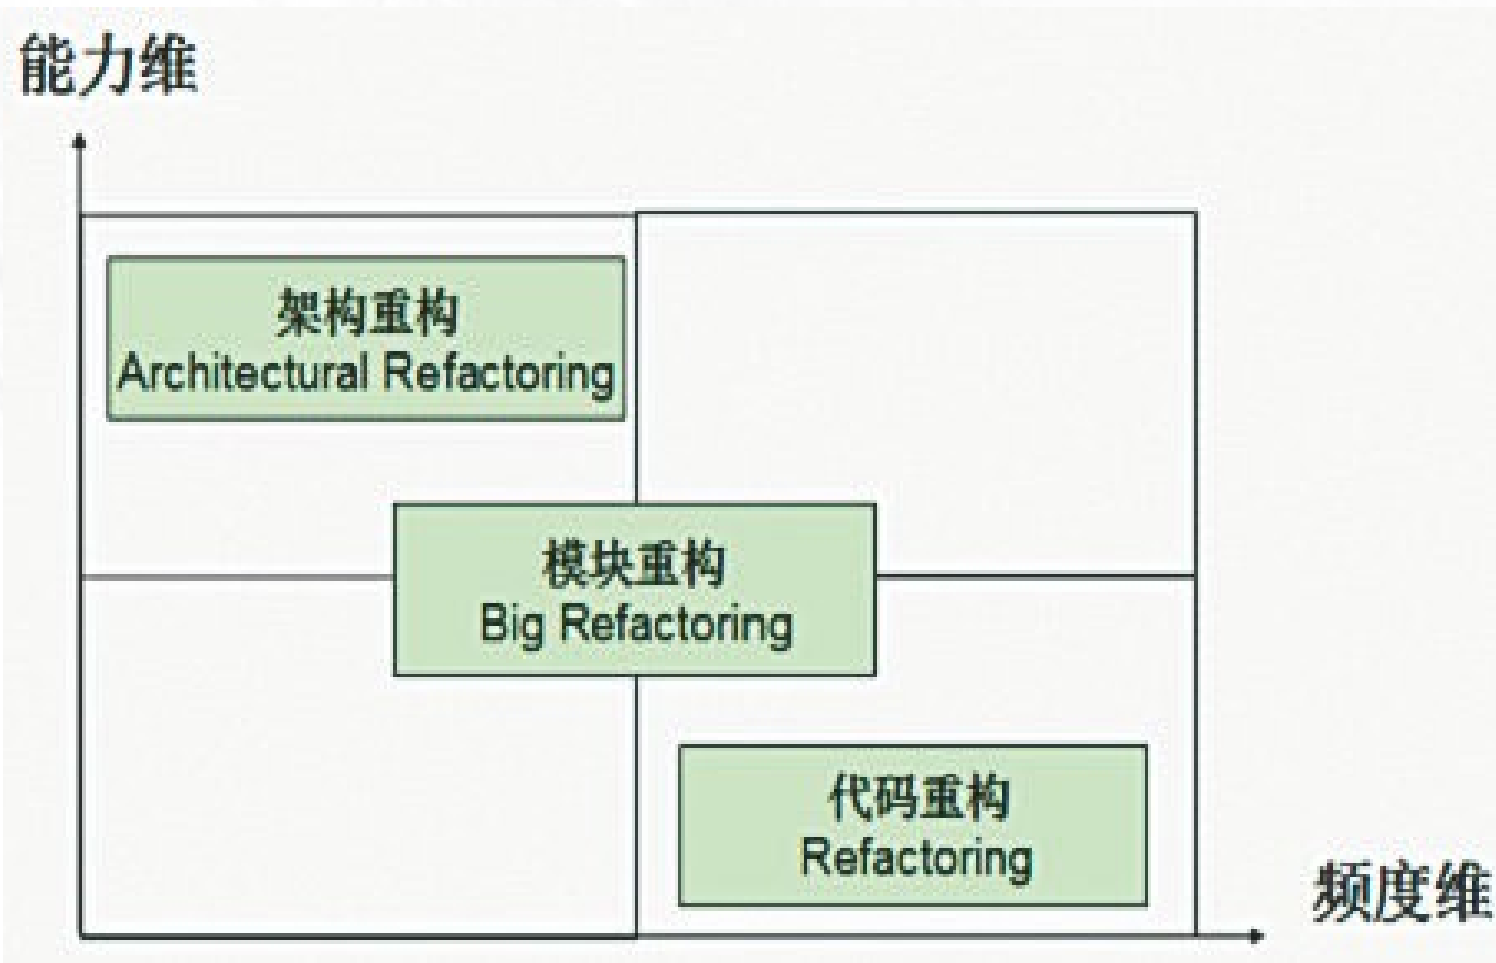 能力维
架构重构
Architectural Refactoring
模块重构
Big Refactoring
代码重构
Refactoring
频度维